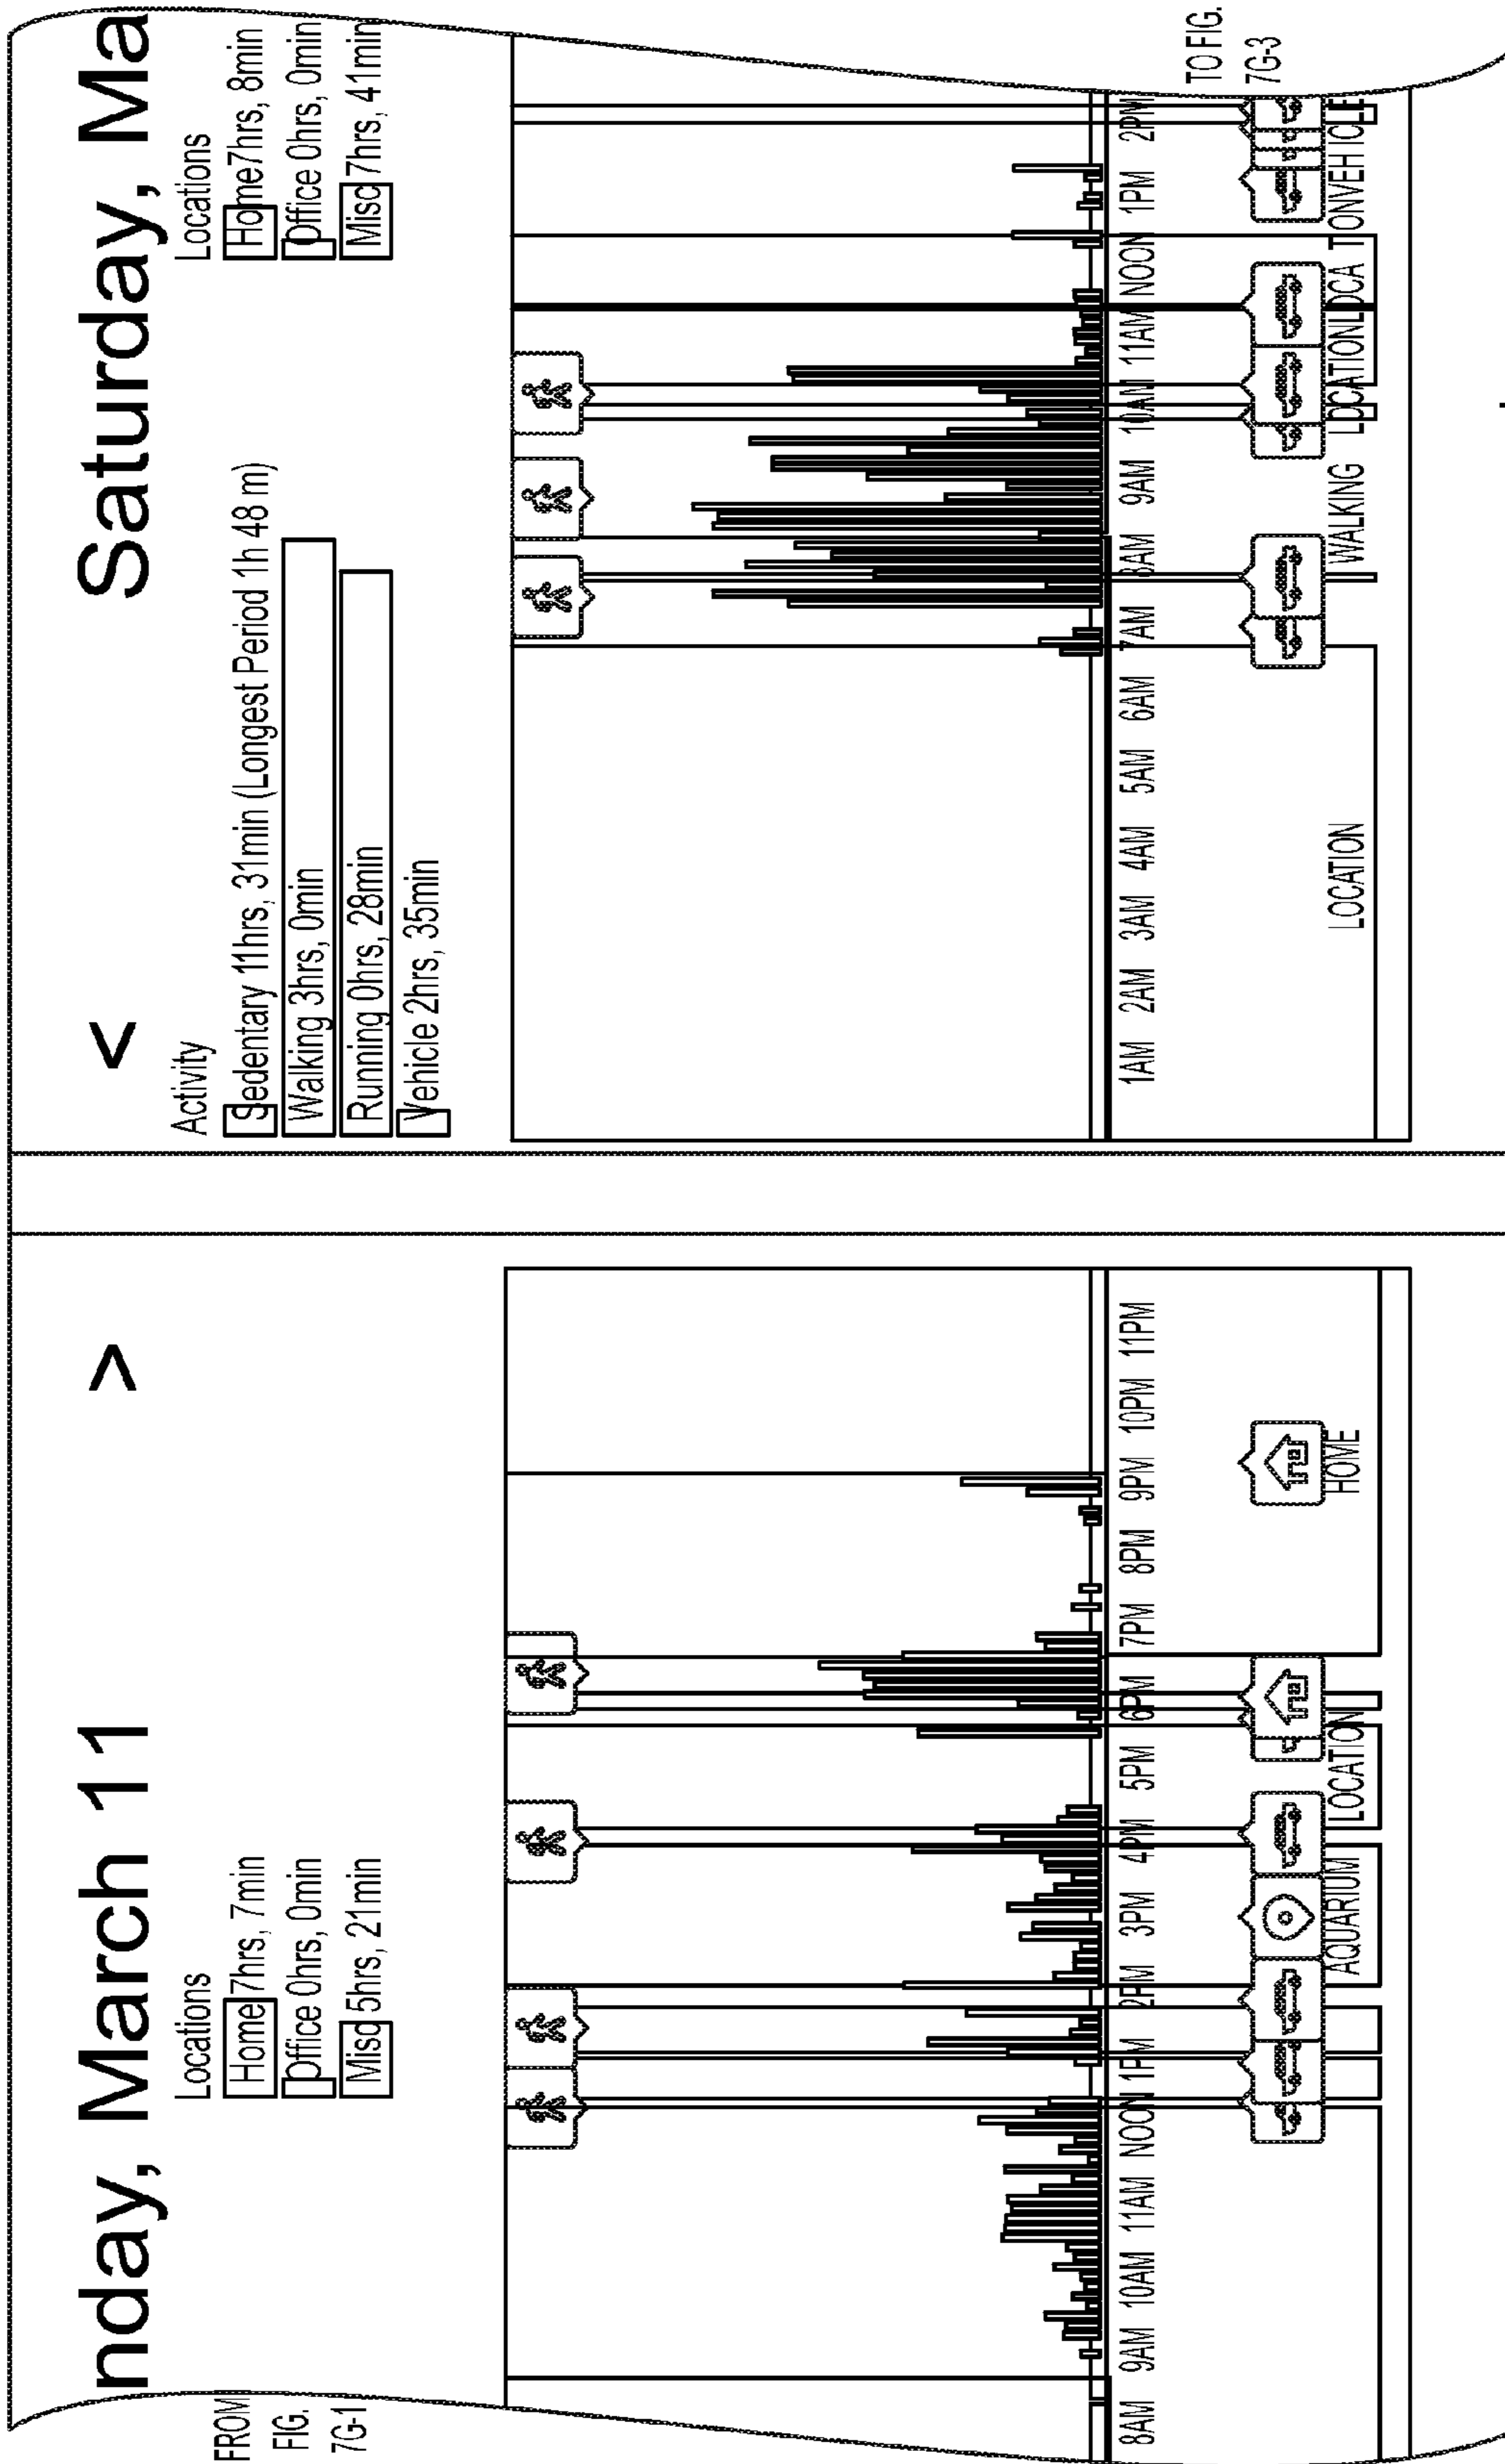 FROM
FIG.
7G-1
nday, March 11 >
Locations
Home 7hrs, 7min
Office 0hrs, 0min
Misc 5hrs, 21min
8AM 9AM 10AM 11AM NOON 1PM 2PM 3PM 4PM 5PM 6PM 7PM 8PM 9PM 10PM 11PM
AQUARIUM LOCATION HOME
< Saturday, Ma
Activity
Sedentary 11hrs, 31min (Longest Period 1h 48 m)
Walking 3hrs, 0min
Running 0hrs, 28min
Vehicle 2hrs, 35min
Locations
Home7hrs, 8min
Office 0hrs, 0min
Misc 7hrs, 41min
1AM 2AM 3AM 4AM 5AM 6AM 7AM 8AM 9AM 10AM 11AM NOON 1PM 2PM
LOCATION WALKING LOCATIONLOCA TONVEHICLE
TO FIG.
7G-3